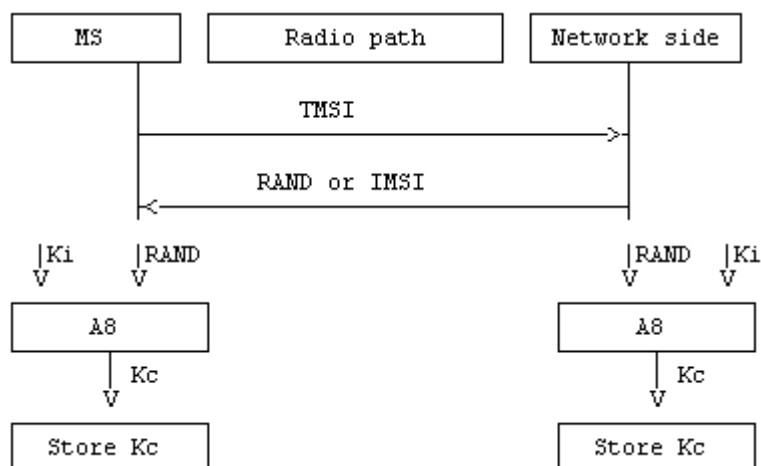 MS Radio path Network side
TMSI
RAND or IMSI
Ki RAND RAND Ki
A8 A8
Kc Kc
Store Kc Store Kc